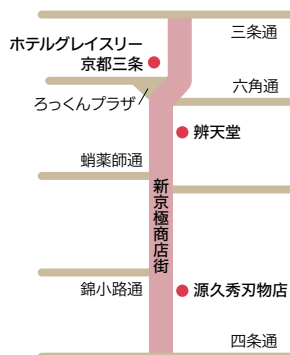 三条通
ホテルグレイスリー
京都三条
六角通
ろっくんプラザ
辨天堂
蛸薬師通
新京極商店街
錦小路通
源久秀刃物店
四条通